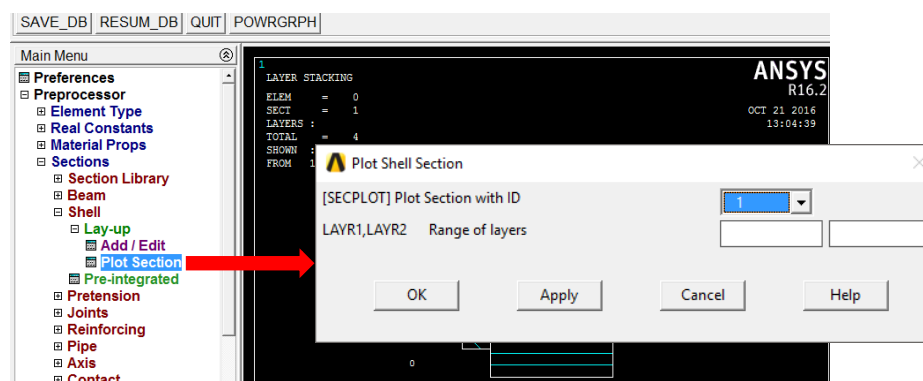 SAVE_DB RESUM_DB QUIT POWRGRPH
Main Menu
Preferences
Preprocessor
Element Type
Real Constants
Material Props
Sections
Section Library
Beam
Shell
Lay-up
Add / Edit
Plot Section
Pre-integrated
Pretension
Joints
Reinforcing
Pipe
Axis
Contact
1
LAYER STACKING
ELEM = 0
SECT = 1
LAYERS :
TOTAL = 4
SHOWN :
FROM 1
ANSYS
R16.2
OCT 21 2016
13:04:39
Plot Shell Section
[SECPLOT] Plot Section with ID 1
LAYR1,LAYR2 Range of layers
OK Apply Cancel Help
0